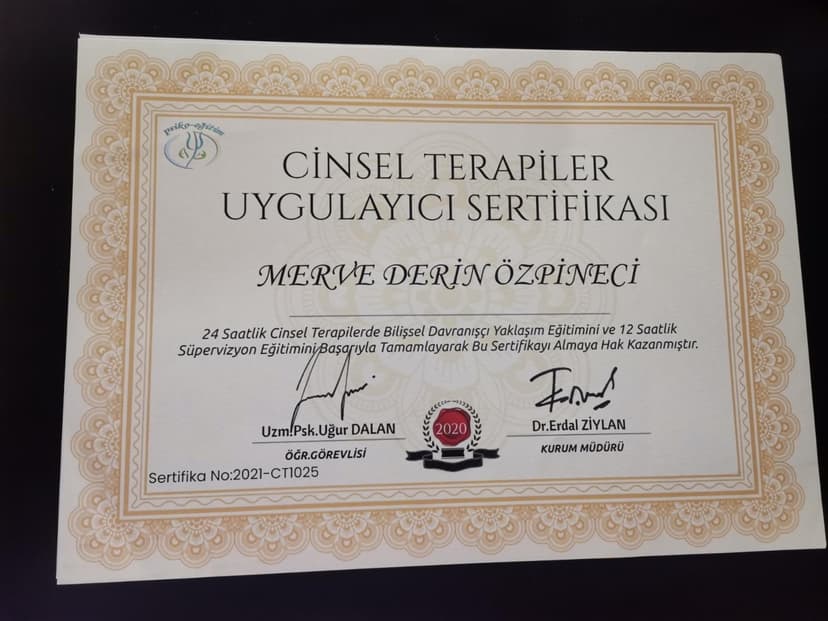 psiko-eğitim
CİNSEL TERAPİLER
UYGULAYICI SERTİFİKASI
MERVE DERİN ÖZPİNECİ
24 Saatlik Cinsel Terapilerde Bilişsel Davranışçı Yaklaşım Eğitimini ve 12 Saatlik
Süpervizyon Eğitimini Başarıyla Tamamlayarak Bu Sertifikayı Almaya Hak Kazanmıştır.
Uzm.Psk.Uğur DALAN
ÖĞR.GÖREVLİSİ
2020
Dr.Erdal ZİYLAN
KURUM MÜDÜRÜ
Sertifika No:2021-CT1025